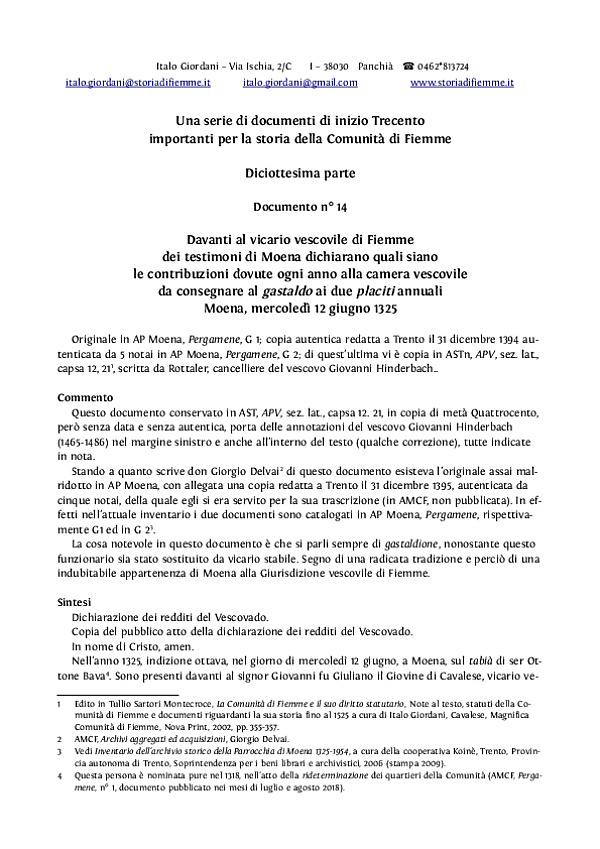 Italo Giordani – Via Ischia, 2/C I – 38030 Panchià ☎ 0462*813724
italo.giordani@storiadifiemme.it italo.giordani@gmail.com www.storiadifiemme.it
Una serie di documenti di inizio Trecento
importanti per la storia della Comunità di Fiemme
Diciottesima parte
Documento n° 14
Davanti al vicario vescovile di Fiemme
dei testimoni di Moena dichiarano quali siano
le contribuzioni dovute ogni anno alla camera vescovile
da consegnare al gastaldo ai due placiti annuali
Moena, mercoledì 12 giugno 1325
Originale in AP Moena, Pergamene, G 1; copia autentica redatta a Trento il 31 dicembre 1394 au-
tenticata da 5 notai in AP Moena, Pergamene, G 2; di quest'ultima vi è copia in ASTn, APV, sez. lat.,
capsa 12, 21¹, scritta da Rottaler, cancelliere del vescovo Giovanni Hinderbach..
Commento
Questo documento conservato in AST, APV, sez. lat., capsa 12. 21, in copia di metà Quattrocento,
però senza data e senza autentica, porta delle annotazioni del vescovo Giovanni Hinderbach
(1465-1486) nel margine sinistro e anche all'interno del testo (qualche correzione), tutte indicate
in nota.
Stando a quanto scrive don Giorgio Delvai² di questo documento esisteva l'originale assai mal-
ridotto in AP Moena, con allegata una copia redatta a Trento il 31 dicembre 1395, autenticata da
cinque notai, della quale egli si era servito per la sua trascrizione (in AMCF, non pubblicata). In ef-
fetti nell'attuale inventario i due documenti sono catalogati in AP Moena, Pergamene, rispettiva-
mente G1 ed in G 2³.
La cosa notevole in questo documento è che si parli sempre di gastaldione, nonostante questo
funzionario sia stato sostituito da vicario stabile. Segno di una radicata tradizione e perciò di una
indubitabile appartenenza di Moena alla Giurisdizione vescovile di Fiemme.
Sintesi
Dichiarazione dei redditi del Vescovado.
Copia del pubblico atto della dichiarazione dei redditi del Vescovado.
In nome di Cristo, amen.
Nell'anno 1325, indizione ottava, nel giorno di mercoledì 12 giugno, a Moena, sul tabià di ser Ot-
tone Bava⁴. Sono presenti davanti al signor Giovanni fu Giuliano il Giovine di Cavalese, vicario ve-
1 Edito in Tullio Sartori Montecroce, La Comunità di Fiemme e il suo diritto statutario, Note al testo, statuti della Co-
munità di Fiemme e documenti riguardanti la sua storia fino al 1525 a cura di Italo Giordani, Cavalese, Magnifica
Comunità di Fiemme, Nova Print, 2002, pp. 355-357.
2 AMCF, Archivi aggregati ed acquisizioni, Giorgio Delvai.
3 Vedi Inventario dell'archivio storico della Parrocchia di Moena 1325-1954, a cura della cooperativa Koinè, Trento, Provin-
cia autonoma di Trento, Soprintendenza per i beni librari e archivistici, 2006 (stampa 2009).
4 Questa persona è nominata pure nel 1318, nell'atto della rideterminazione dei quartieri della Comunità (AMCF, Perga-
mene, n° 1, documento pubblicato nei mesi di luglio e agosto 2018).